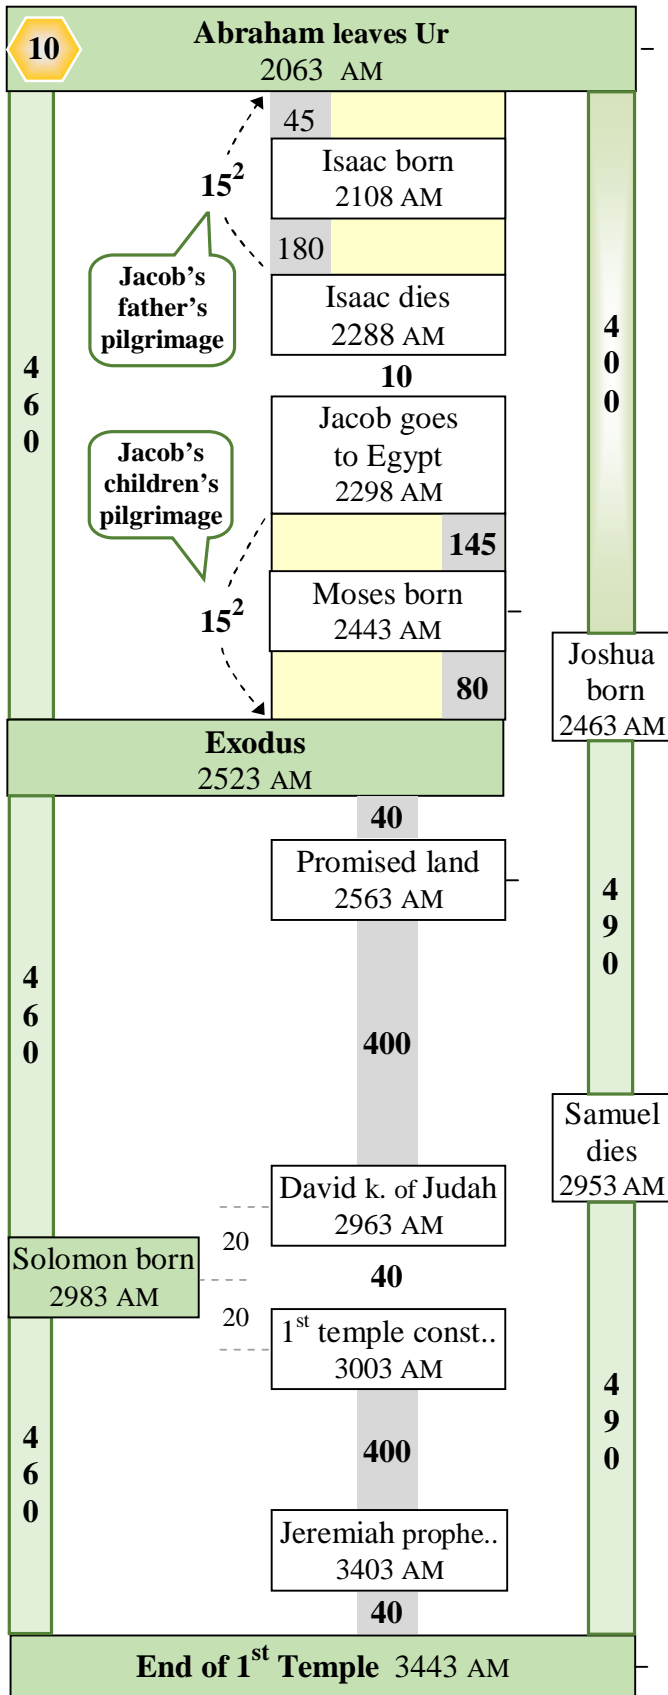 10
Abraham leaves Ur
2063 AM
45
Isaac born
2108 AM
15²
180
Jacob's
father's
pilgrimage
Isaac dies
2288 AM
4
0
0
4
6
0
10
Jacob goes
to Egypt
2298 AM
Jacob's
children's
pilgrimage
145
Moses born
2443 AM
15²
80
Joshua
born
2463 AM
Exodus
2523 AM
40
Promised land
2563 AM
4
9
0
4
6
0
400
Samuel
dies
2953 AM
David k. of Judah
2963 AM
20
Solomon born
2983 AM
40
20
1st temple const..
3003 AM
4
9
0
4
6
0
400
Jeremiah prophe..
3403 AM
40
End of 1st Temple 3443 AM